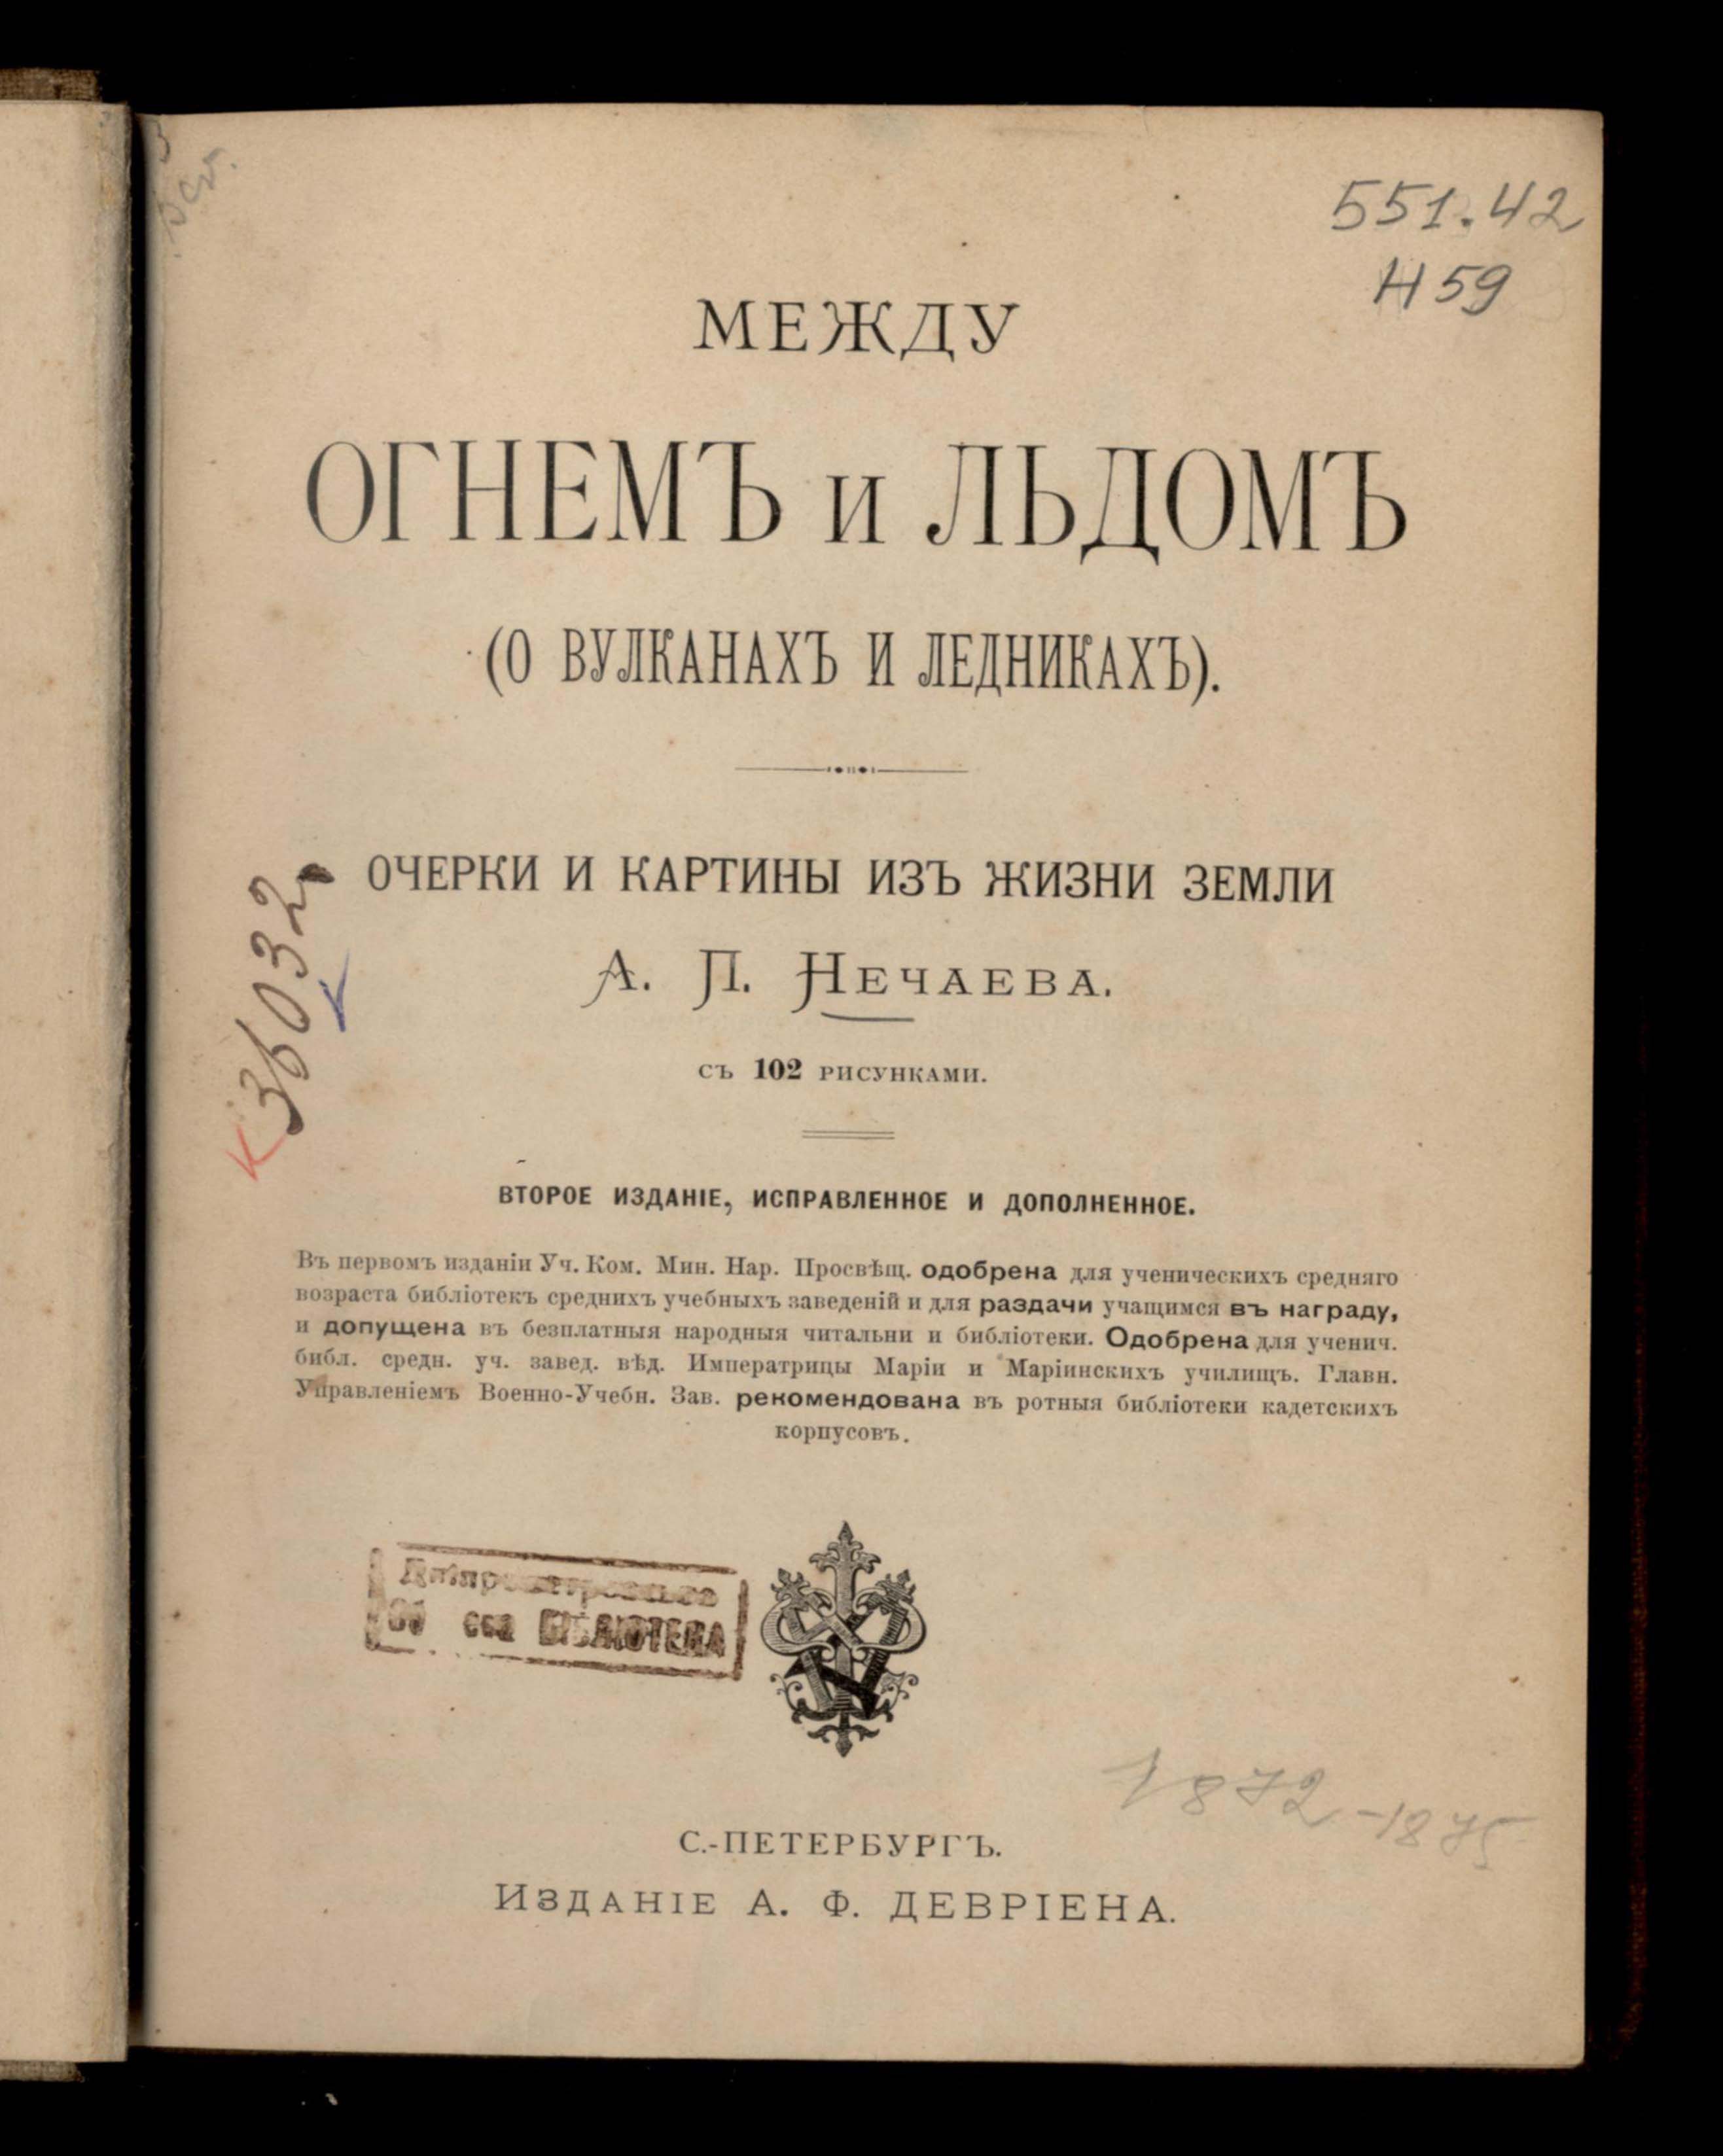 551.42
Н59
МЕЖДУ
ОГНЕМЪ и ЛЬДОМЪ
(О ВУЛКАНАХЪ И ЛЕДНИКАХЪ).
ОЧЕРКИ И КАРТИНЫ ИЗЪ ЖИЗНИ ЗЕМЛИ
А. П. НЕЧАЕВА.
СЪ 102 РИСУНКАМИ.
К36032
ВТОРОЕ ИЗДАНІЕ, ИСПРАВЛЕННОЕ И ДОПОЛНЕННОЕ.
Въ первомъ изданіи Уч. Ком. Мин. Нар. Просвѣщ. одобрена для ученическихъ средняго
возраста библіотекъ среднихъ учебныхъ заведеній и для раздачи учащимся въ награду,
и допущена въ безплатныя народныя читальни и библіотеки. Одобрена для ученич.
библ. средн. уч. завед. вѣд. Императрицы Маріи и Маріинскихъ училищъ. Главн.
Управленіемъ Военно-Учебн. Зав. рекомендована въ ротныя библіотеки кадетскихъ
корпусовъ.
БІБЛІОТЕКА
1872-1875
С.-ПЕТЕРБУРГЪ.
ИЗДАНІЕ А. Ф. ДЕВРІЕНА.